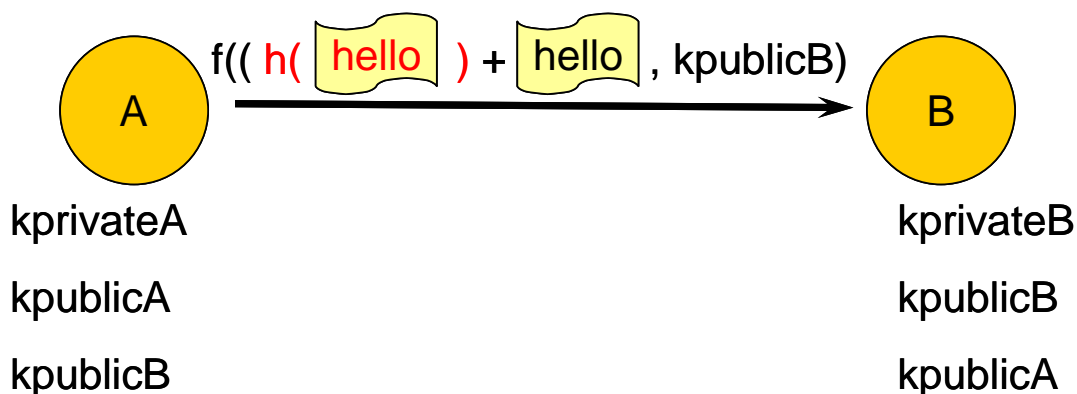 f(( h( hello ) + hello , kpublicB)
A
B
kprivateA
kprivateB
kpublicA
kpublicB
kpublicB
kpublicA